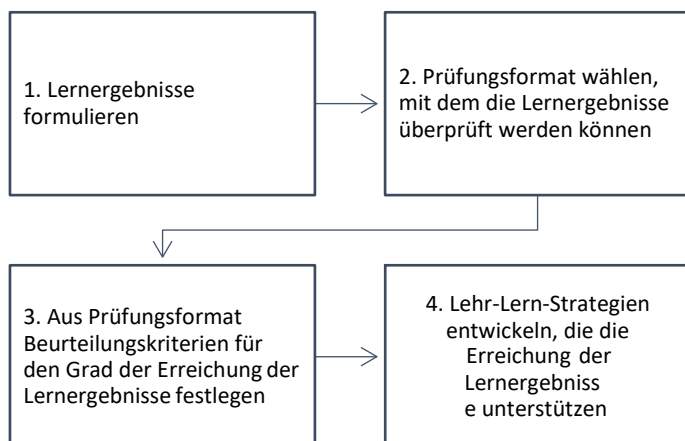 1. Lernergebnisse
formulieren
2. Prüfungsformat wählen,
mit dem die Lernergebnisse
überprüft werden können
3. Aus Prüfungsformat
Beurteilungskriterien für
den Grad der Erreichung der
Lernergebnisse festlegen
4. Lehr-Lern-Strategien
entwickeln, die die
Erreichung der
Lernergebniss
e unterstützen